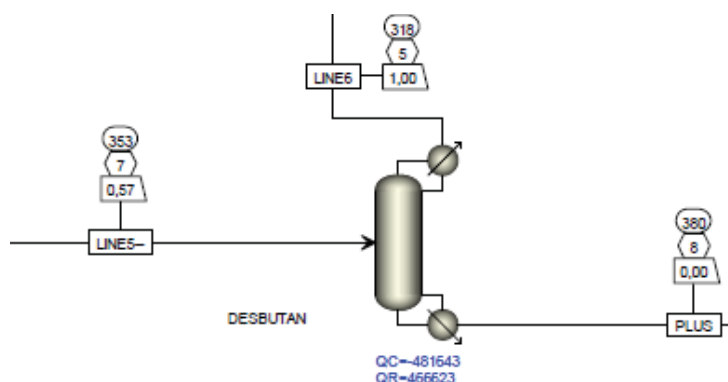 318
5
LINE6
1,00
353
7
0,57
LINE5--
380
8
0,00
PLUS
DESBUTAN
QC=-481643
QR=466623